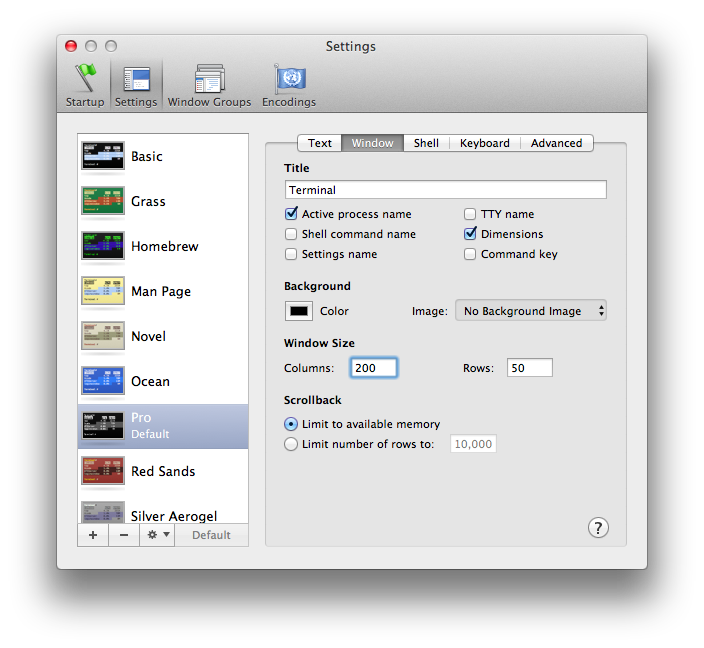 Settings
Startup Settings Window Groups Encodings
Basic
Grass
Homebrew
Man Page
Novel
Ocean
Pro
Default
Red Sands
Silver Aerogel
+ − Default
Text Window Shell Keyboard Advanced
Title
Terminal
Active process name TTY name
Shell command name Dimensions
Settings name Command key
Background
Color Image: No Background Image
Window Size
Columns: 200 Rows: 50
Scrollback
Limit to available memory
Limit number of rows to: 10,000
?